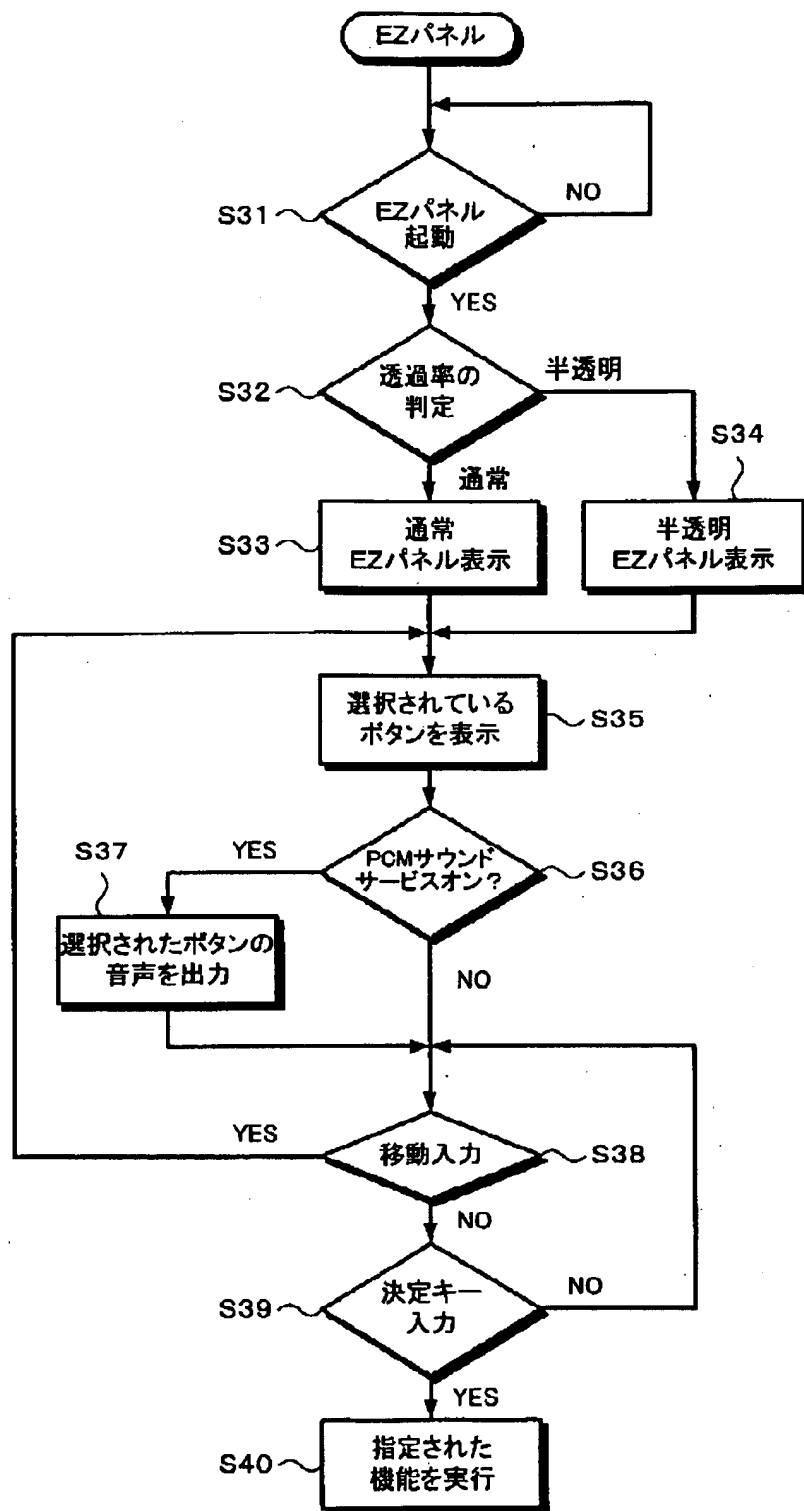 EZパネル
S31
EZパネル
起動
NO
YES
S32
透過率の
判定
半透明
通常
S34
S33
通常
EZパネル表示
半透明
EZパネル表示
選択されている
ボタンを表示
S35
S37
YES
PCMサウンド
サービスオン?
S36
選択されたボタンの
音声を出力
NO
YES
移動入力
S38
NO
S39
決定キー
入力
NO
YES
S40
指定された
機能を実行